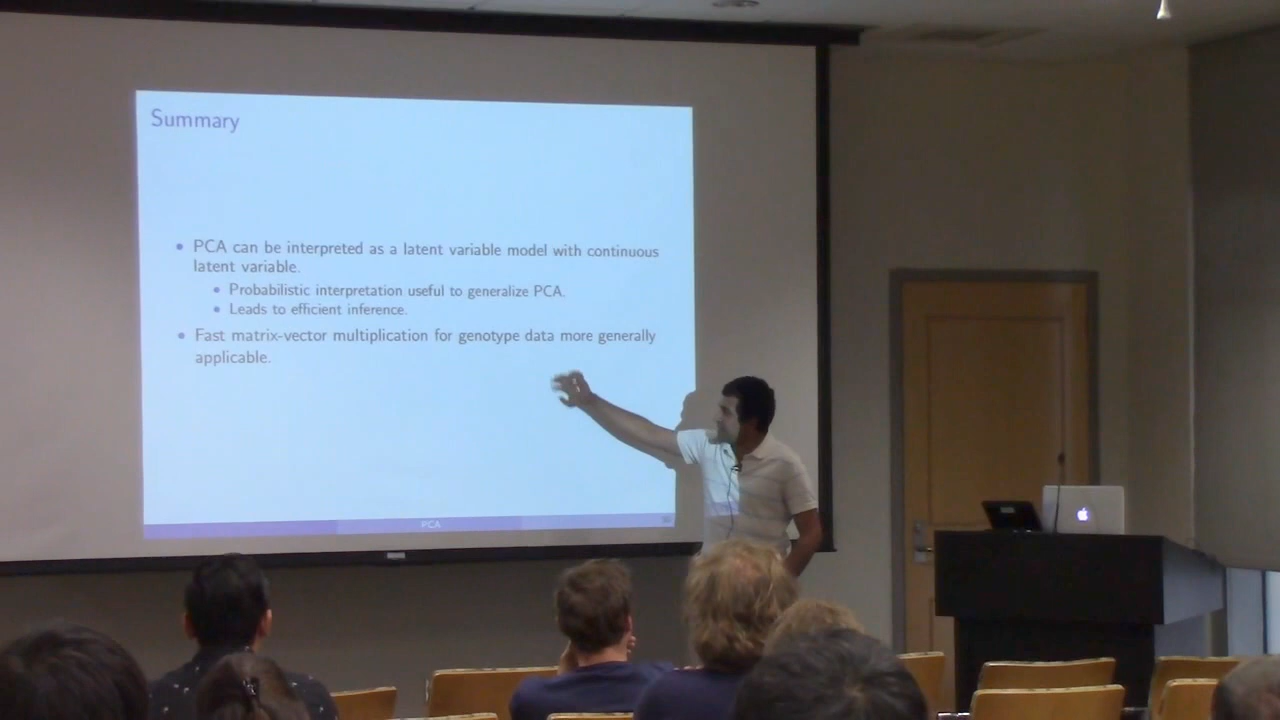 Summary
PCA can be interpreted as a latent variable model with continuous
latent variable.
Probabilistic interpretation useful to generalize PCA.
Leads to efficient inference.
Fast matrix-vector multiplication for genotype data more generally
applicable.
PCA